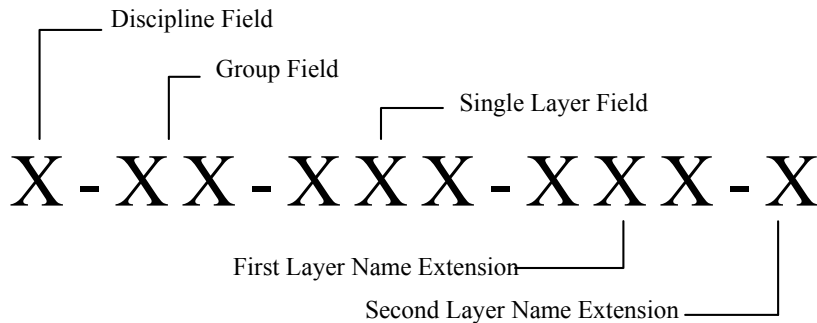 Discipline Field
Group Field
Single Layer Field
X - XX - XXX - XXX - X
First Layer Name Extension
Second Layer Name Extension